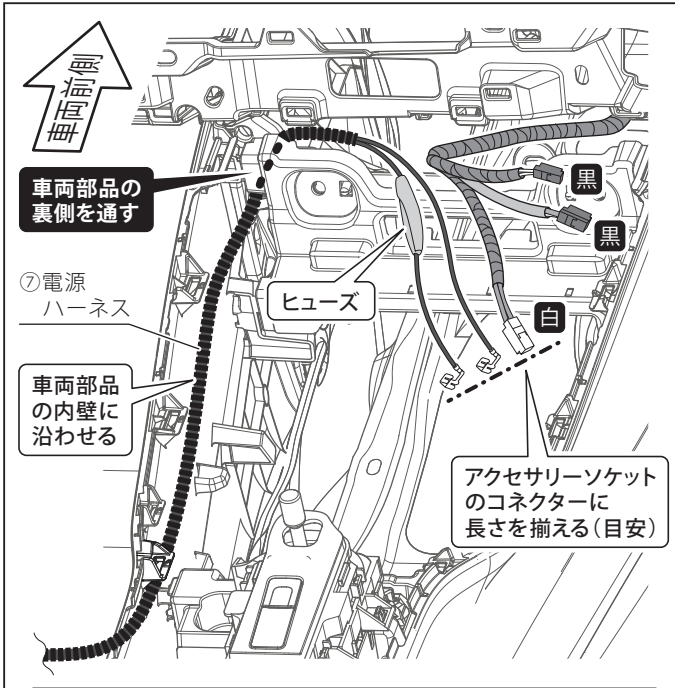 車両前側
車両部品の
裏側を通す
⑦電源
ハーネス
車両部品
の内壁に
沿わせる
ヒューズ
黒
黒
白
アクセサリーソケット
のコネクターに
長さを揃える(目安)